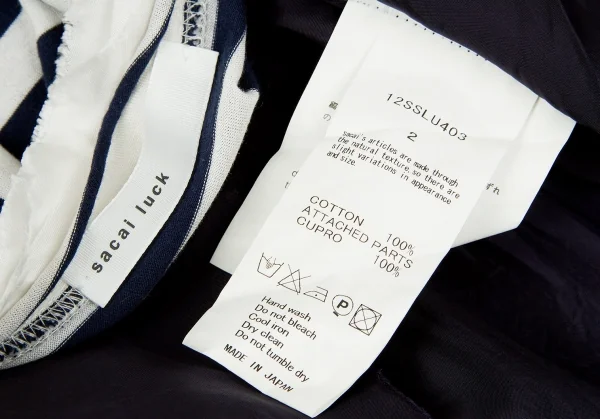 sacai luck
12SSLU403
2
sacai's articles are made through
the natural texture, so there are
slight variations in appearance
and size.
COTTON 100%
ATTACHED PARTS
CUPRO 100%
P
Hand wash
Do not bleach
Cool iron
Dry clean
Do not tumble dry
MADE IN JAPAN